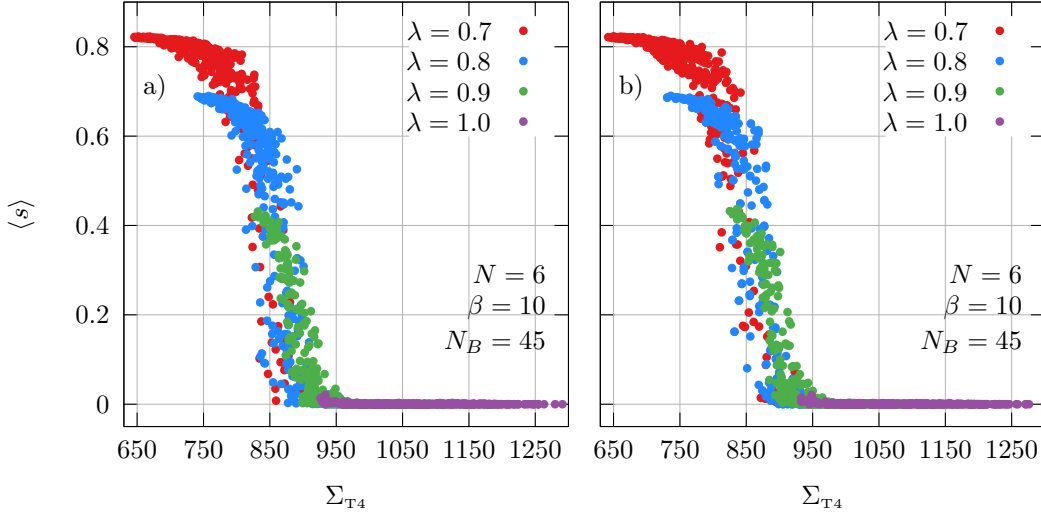 ⟨s⟩
0.8
0.6
0.4
0.2
0
a)
λ = 0.7
λ = 0.8
λ = 0.9
λ = 1.0
N = 6
β = 10
N_B = 45
650 750 850 950 1050 1150 1250
Σ_T4
b)
λ = 0.7
λ = 0.8
λ = 0.9
λ = 1.0
N = 6
β = 10
N_B = 45
650 750 850 950 1050 1150 1250
Σ_T4